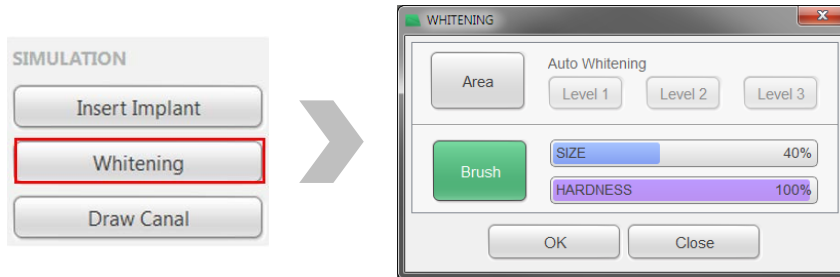 SIMULATION
Insert Implant
Whitening
Draw Canal
WHITENING
x
Area
Auto Whitening
Level 1 Level 2 Level 3
Brush
SIZE 40%
HARDNESS 100%
OK Close